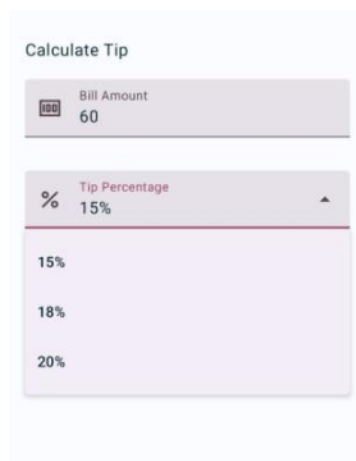 Calculate Tip
Bill Amount
60
Tip Percentage
% 15%
15%
18%
20%